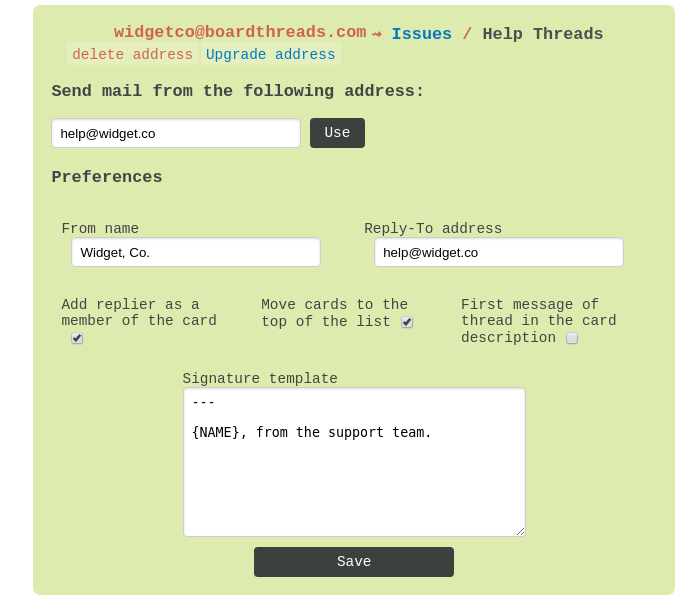 widgetco@boardthreads.com ⇝ Issues / Help Threads
delete address Upgrade address
Send mail from the following address:
help@widget.co Use
Preferences
From name Reply-To address
Widget, Co. help@widget.co
Add replier as a member of the card
Move cards to the top of the list
First message of thread in the card description
Signature template
---
{NAME}, from the support team.
Save